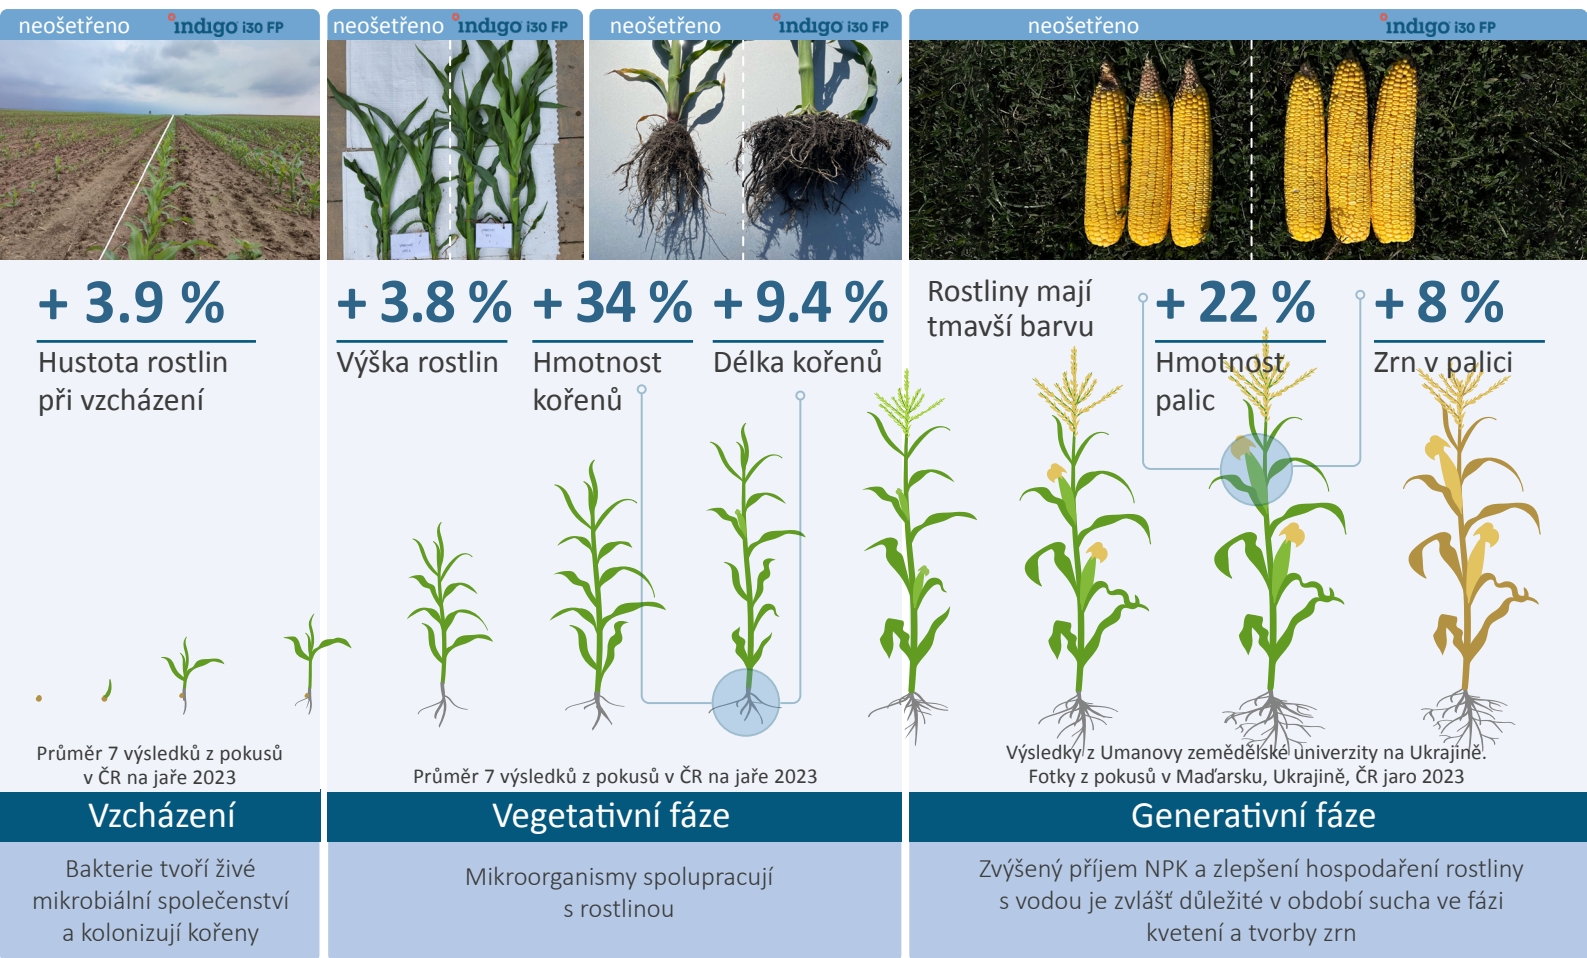 neošetřeno indigo i30 FP
neošetřeno indigo i30 FP
neošetřeno indigo i30 FP
neošetřeno indigo i30 FP
+ 3.9 %
Hustota rostlin
při vzcházení
+ 3.8 %
Výška rostlin
+ 34 %
Hmotnost
kořenů
+ 9.4 %
Délka kořenů
Rostliny mají
tmavší barvu
+ 22 %
Hmotnost
palic
+ 8 %
Zrn v palici
Průměr 7 výsledků z pokusů
v ČR na jaře 2023
Průměr 7 výsledků z pokusů v ČR na jaře 2023
Výsledky z Umanovy zemědělské univerzity na Ukrajině.
Fotky z pokusů v Maďarsku, Ukrajině, ČR jaro 2023
Vzcházení
Vegetativní fáze
Generativní fáze
Bakterie tvoří živé
mikrobiální společenství
a kolonizují kořeny
Mikroorganismy spolupracují
s rostlinou
Zvýšený příjem NPK a zlepšení hospodaření rostliny
s vodou je zvlášť důležité v období sucha ve fázi
kvetení a tvorby zrn